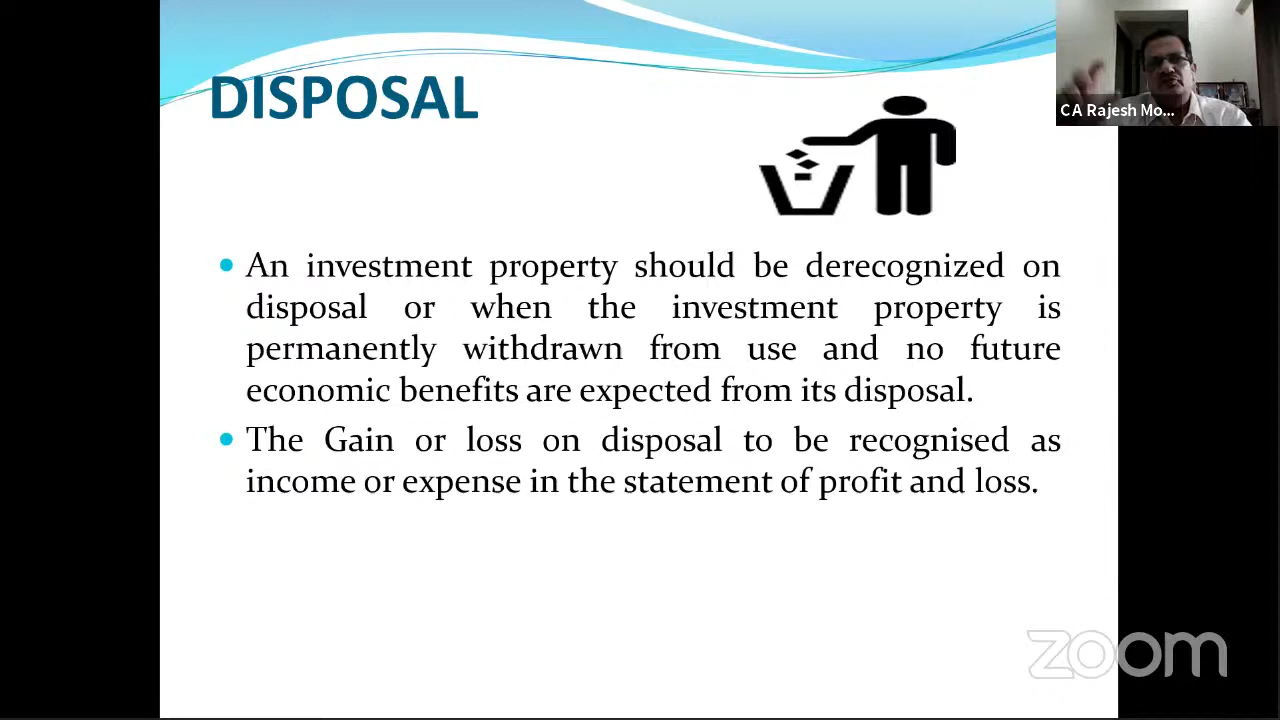 DISPOSAL
CA Rajesh Mo...
An investment property should be derecognized on
disposal or when the investment property is
permanently withdrawn from use and no future
economic benefits are expected from its disposal.
The Gain or loss on disposal to be recognised as
income or expense in the statement of profit and loss.
zoom